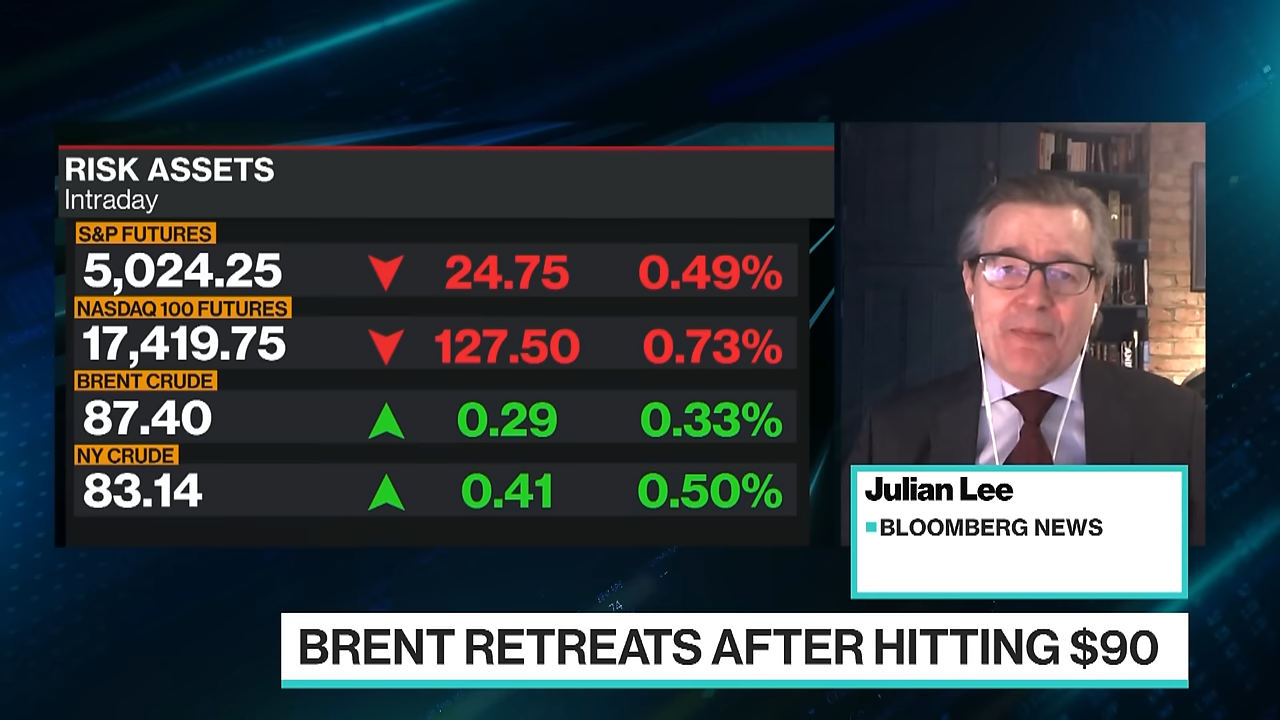 RISK ASSETS
Intraday
S&P FUTURES
5,024.25 24.75 0.49%
NASDAQ 100 FUTURES
17,419.75 127.50 0.73%
BRENT CRUDE
87.40 0.29 0.33%
NY CRUDE
83.14 0.41 0.50%
Julian Lee
BLOOMBERG NEWS
74
BRENT RETREATS AFTER HITTING $90